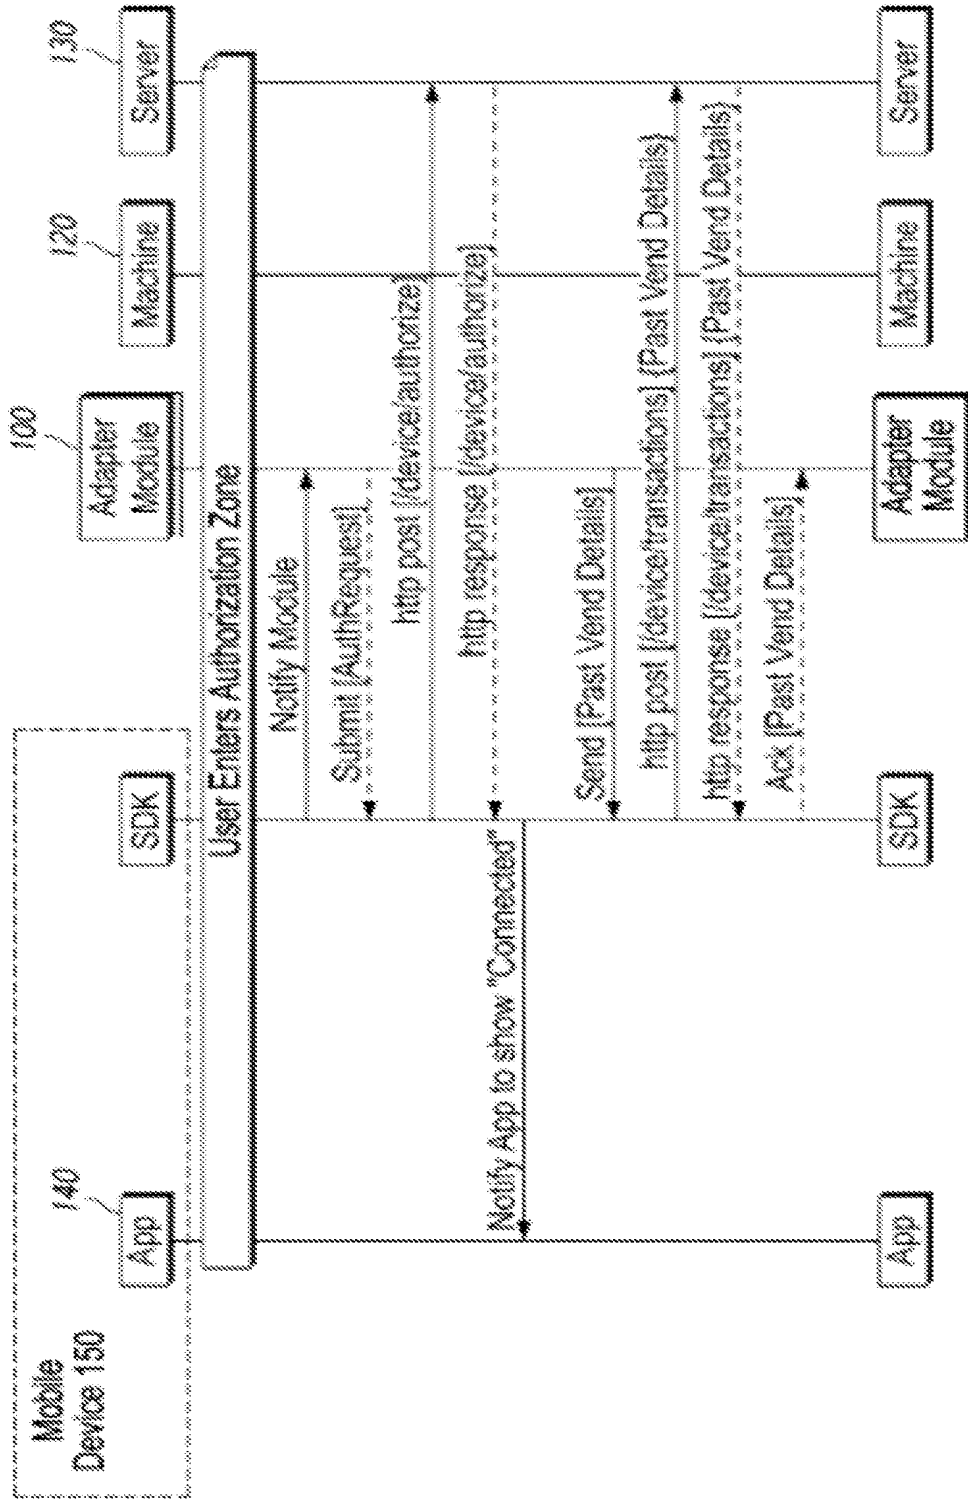 Mobile
Device 150
140
100
120
130
App
SDK
Adapter
Module
Machine
Server
User Enters Authorization Zone
Notify Module
Submit [AuthRequest]
http post [/device/authorize]
http response [/device/authorize]
Notify App to show "Connected"
Send [Past Vend Details]
http post [/device/transactions] {Past Vend Details}
http response [/device/transactions] {Past Vend Details}
Ack [Past Vend Details]
App
SDK
Adapter
Module
Machine
Server